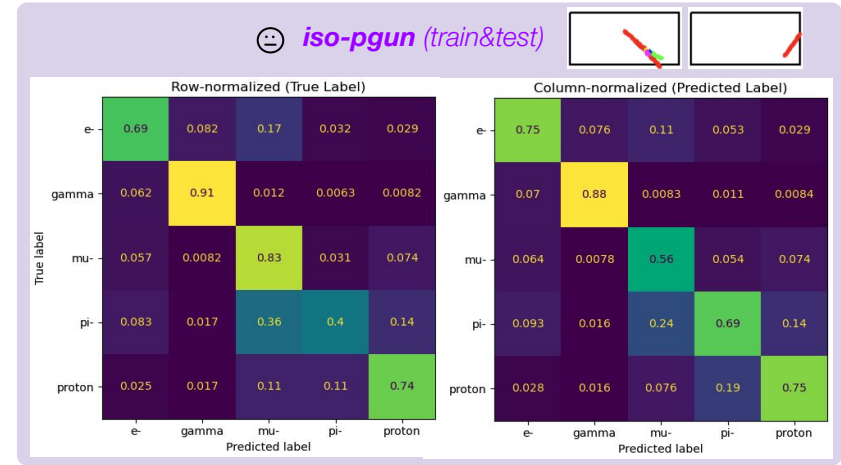 iso-pgun (train&test)
Row-normalized (True Label)
True label
e- 0.69 0.082 0.17 0.032 0.029
gamma 0.062 0.91 0.012 0.0063 0.0082
mu- 0.057 0.0082 0.83 0.031 0.074
pi- 0.083 0.017 0.36 0.4 0.14
proton 0.025 0.017 0.11 0.11 0.74
e- gamma mu- pi- proton
Predicted label
Column-normalized (Predicted Label)
e- 0.75 0.076 0.11 0.053 0.029
gamma 0.07 0.88 0.0083 0.011 0.0084
mu- 0.064 0.0078 0.56 0.054 0.074
pi- 0.093 0.016 0.24 0.69 0.14
proton 0.028 0.016 0.076 0.19 0.75
e- gamma mu- pi- proton
Predicted label